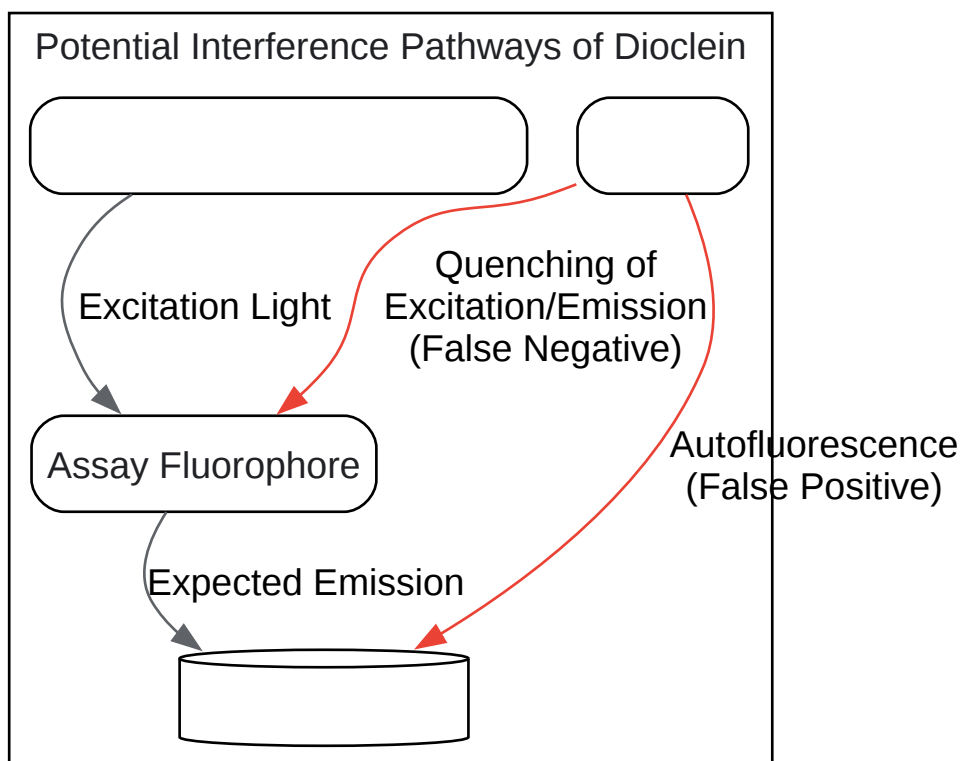 Potential Interference Pathways of Dioclein
Excitation Light
Quenching of
Excitation/Emission
(False Negative)
Assay Fluorophore
Autofluorescence
(False Positive)
Expected Emission